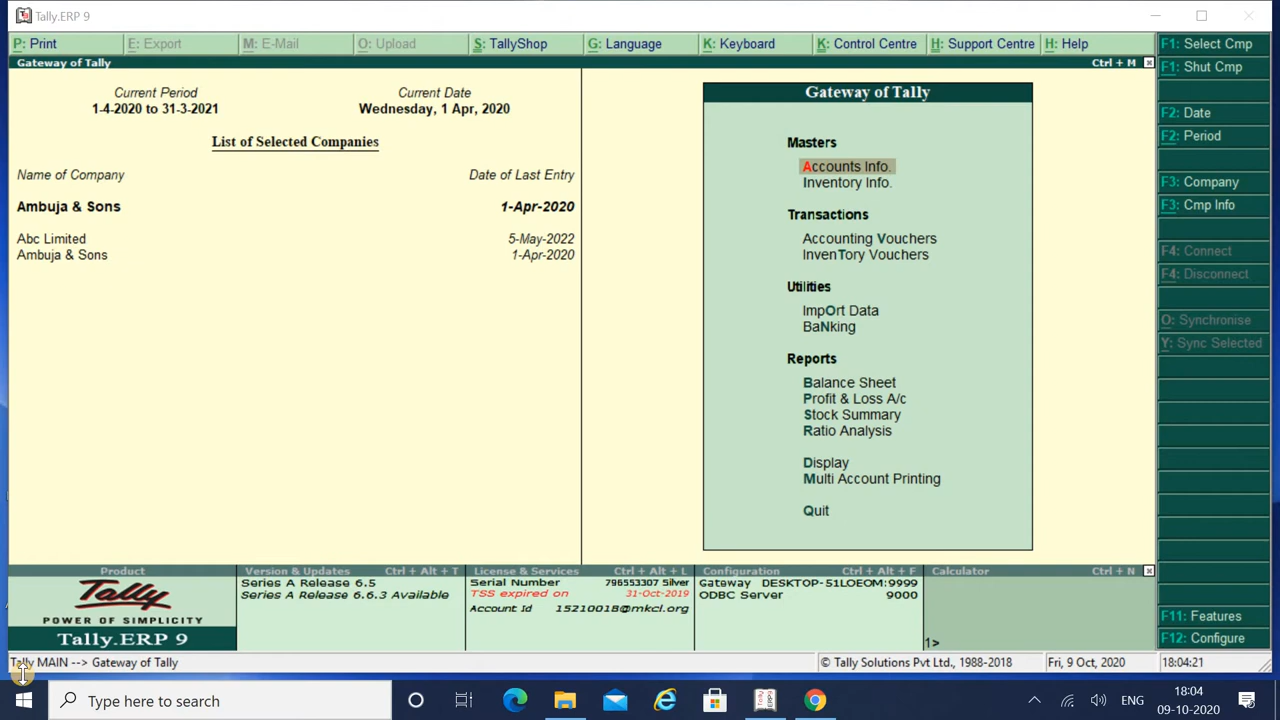 Tally.ERP 9
P: Print
E: Export
M: E-Mail
O: Upload
S: TallyShop
G: Language
K: Keyboard
K: Control Centre
H: Support Centre
H: Help
F1: Select Cmp
F1: Shut Cmp
F2: Date
F2: Period
F3: Company
F3: Cmp Info
F4: Connect
F4: Disconnect
O: Synchronise
Y: Sync Selected
F11: Features
F12: Configure
Gateway of Tally
Ctrl + M
Current Period
1-4-2020 to 31-3-2021
Current Date
Wednesday, 1 Apr, 2020
List of Selected Companies
Name of Company Date of Last Entry
Ambuja & Sons 1-Apr-2020
Abc Limited 5-May-2022
Ambuja & Sons 1-Apr-2020
Gateway of Tally
Masters
Accounts Info.
Inventory Info.
Transactions
Accounting Vouchers
InvenTory Vouchers
Utilities
ImpOrt Data
BaNking
Reports
Balance Sheet
Profit & Loss A/c
Stock Summary
Ratio Analysis
Display
Multi Account Printing
Quit
Product
Tally
POWER OF SIMPLICITY
Tally.ERP 9
Version & Updates Ctrl + Alt + T
Series A Release 6.5
Series A Release 6.6.3 Available
License & Services Ctrl + Alt + L
Serial Number 796553307 Silver
TSS expired on 31-Oct-2019
Account Id 15210018@mkcl.org
Configuration Ctrl + Alt + F
Gateway DESKTOP-51LOEOM:9999
ODBC Server 9000
Calculator Ctrl + N
1>
Tally MAIN --> Gateway of Tally
© Tally Solutions Pvt Ltd., 1988-2018
Fri, 9 Oct, 2020
18:04:21
Type here to search
ENG
18:04
09-10-2020